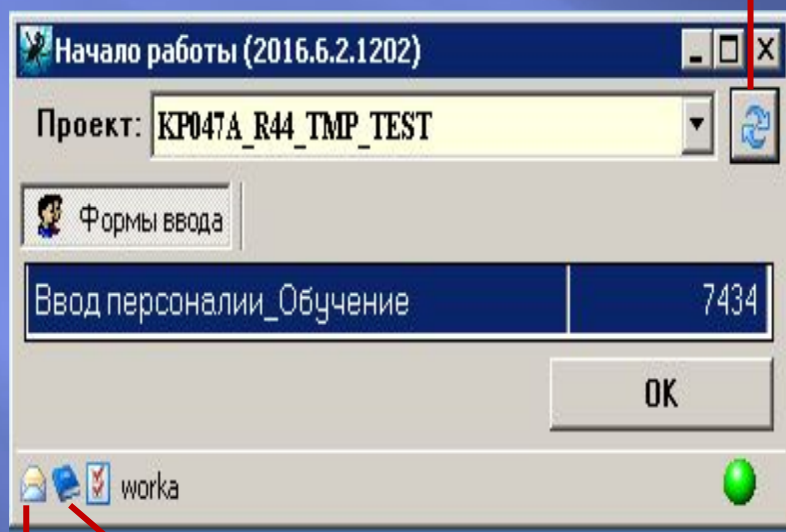 Начало работы (2016.6.2.1202)
Проект: KP047A_R44_TMP_TEST
Формы ввода
Ввод персоналии_Обучение 7434
OK
worka